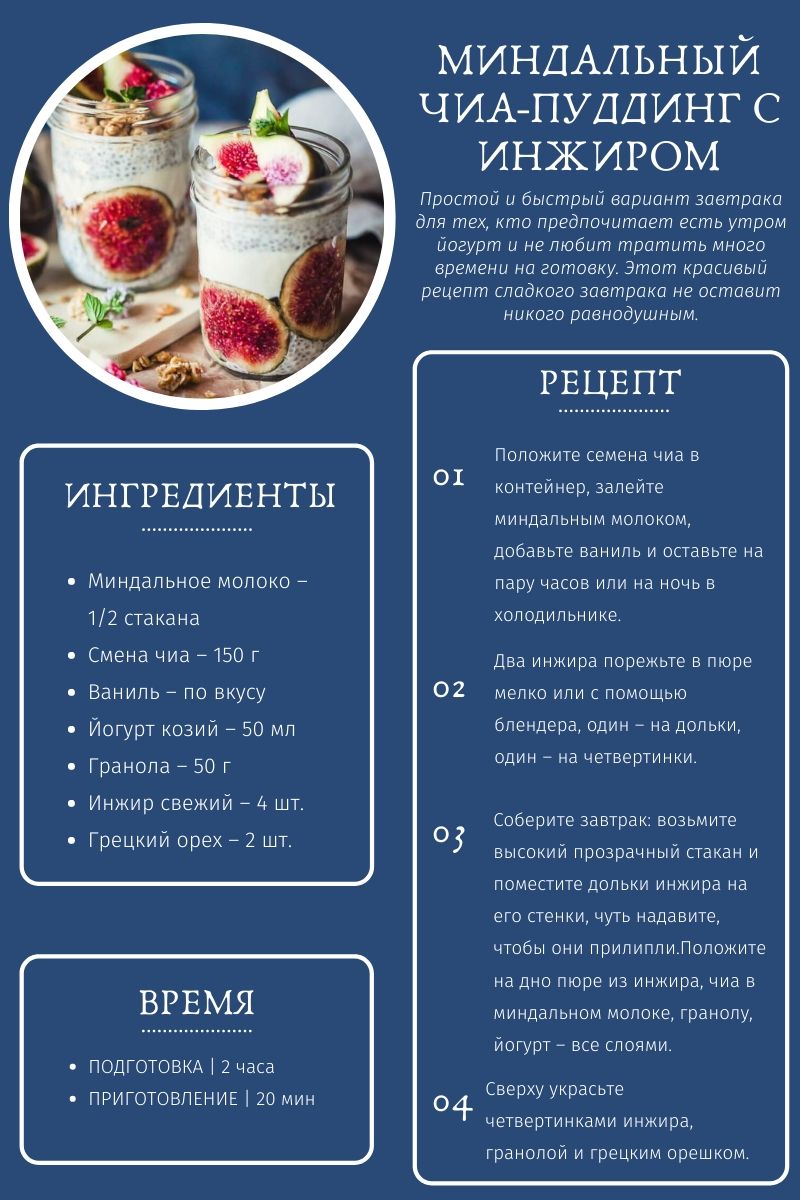 МИНДАЛЬНЫЙ
ЧИА-ПУДДИНГ С
ИНЖИРОМ
Простой и быстрый вариант завтрака
для тех, кто предпочитает есть утром
йогурт и не любит тратить много
времени на готовку. Этот красивый
рецепт сладкого завтрака не оставит
никого равнодушным.
ИНГРЕДИЕНТЫ
Миндальное молоко –
1/2 стакана
Смена чиа – 150 г
Ваниль – по вкусу
Йогурт козий – 50 мл
Гранола – 50 г
Инжир свежий – 4 шт.
Грецкий орех – 2 шт.
ВРЕМЯ
ПОДГОТОВКА | 2 часа
ПРИГОТОВЛЕНИЕ | 20 мин
РЕЦЕПТ
01
Положите семена чиа в
контейнер, залейте
миндальным молоком,
добавьте ваниль и оставьте на
пару часов или на ночь в
холодильнике.
02
Два инжира порежьте в пюре
мелко или с помощью
блендера, один – на дольки,
один – на четвертинки.
03
Соберите завтрак: возьмите
высокий прозрачный стакан и
поместите дольки инжира на
его стенки, чуть надавите,
чтобы они прилипли.Положите
на дно пюре из инжира, чиа в
миндальном молоке, гранолу,
йогурт – все слоями.
04
Сверху украсьте
четвертинками инжира,
гранолой и грецким орешком.